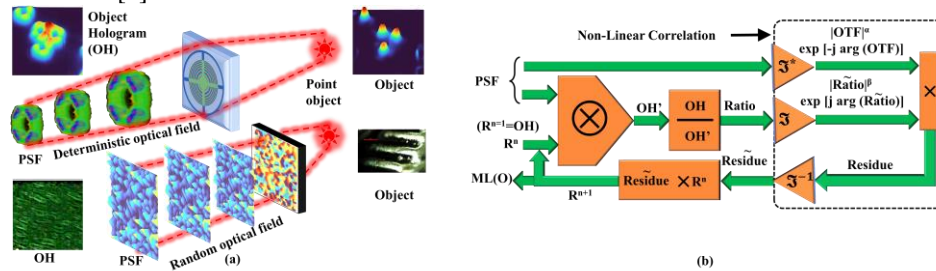 Object
Hologram
(OH)
Point
object
Object
PSF
Deterministic optical field
Object
OH
PSF
Random optical field
(a)
Non-Linear Correlation
|OTF|ᵅ
exp [-j arg (OTF)]
ℑ*
PSF
⊗
OH'
OH
OH'
Ratio
ℑ
|R͠atio|ᵝ
exp [j arg (R͠atio)]
×
(Rⁿ⁼¹=OH)
Rⁿ
ML(O)
Rⁿ⁺¹
R͠esidue × Rⁿ
R͠esidue
ℑ⁻¹
Residue
(b)